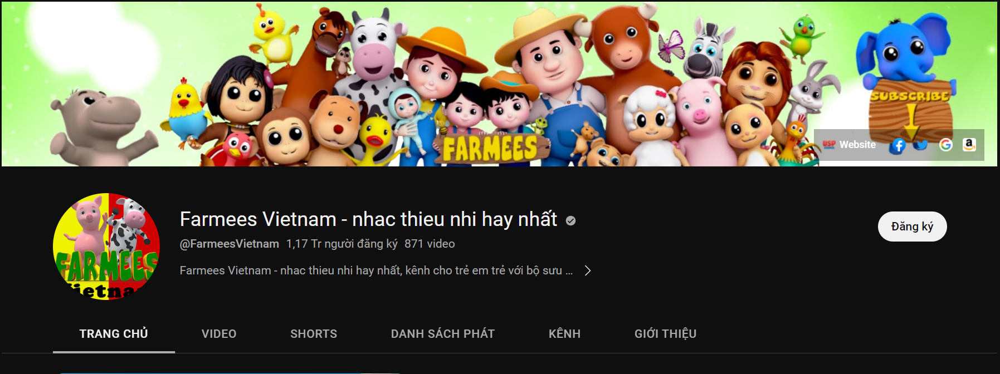 SUBSCRIBE
FARMEES
USP Website
Farmees Vietnam - nhac thieu nhi hay nhất
@FarmeesVietnam 1,17 Tr người đăng ký 871 video
Farmees Vietnam - nhac thieu nhi hay nhất, kênh cho trẻ em trẻ với bộ sưu ...
Đăng ký
FARMEES
Vietnam
TRANG CHỦ VIDEO SHORTS DANH SÁCH PHÁT KÊNH GIỚI THIỆU